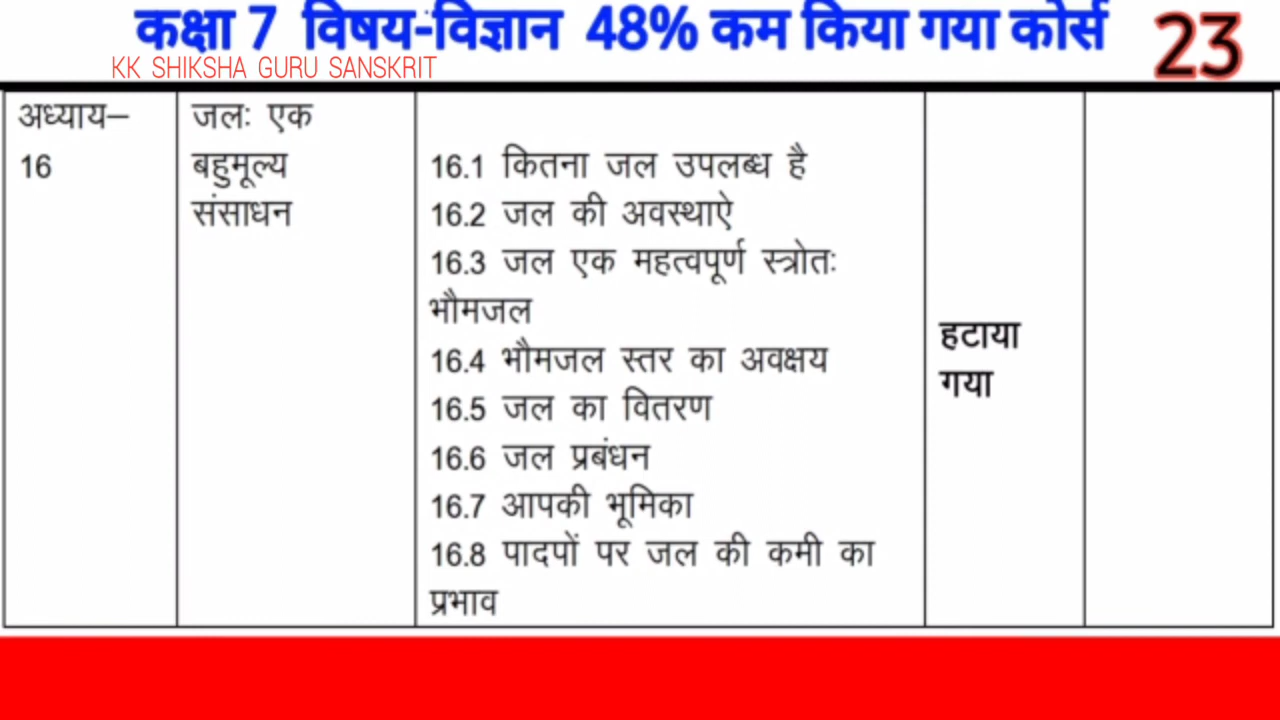 कक्षा 7 विषय-विज्ञान 48% कम किया गया कोर्स
23
KK SHIKSHA GURU SANSKRIT
अध्याय–
16
जलः एक
बहुमूल्य
संसाधन
16.1 कितना जल उपलब्ध है
16.2 जल की अवस्थाऐ
16.3 जल एक महत्वपूर्ण स्त्रोतः
भौमजल
16.4 भौमजल स्तर का अवक्षय
16.5 जल का वितरण
16.6 जल प्रबंधन
16.7 आपकी भूमिका
16.8 पादपों पर जल की कमी का
प्रभाव
हटाया
गया